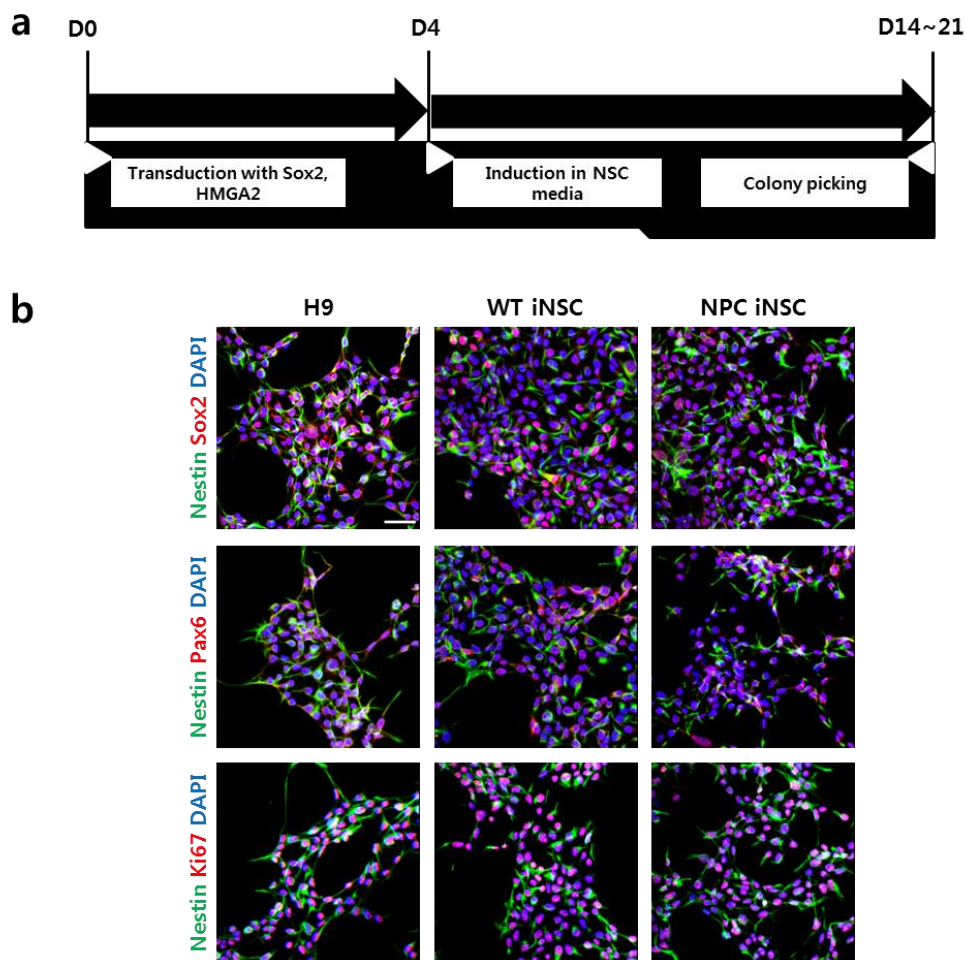 a
D0 D4 D14~21
Transduction with Sox2,
HMGA2
Induction in NSC
media
Colony picking
b
H9 WT iNSC NPC iNSC
Nestin Sox2 DAPI
Nestin Pax6 DAPI
Nestin Ki67 DAPI